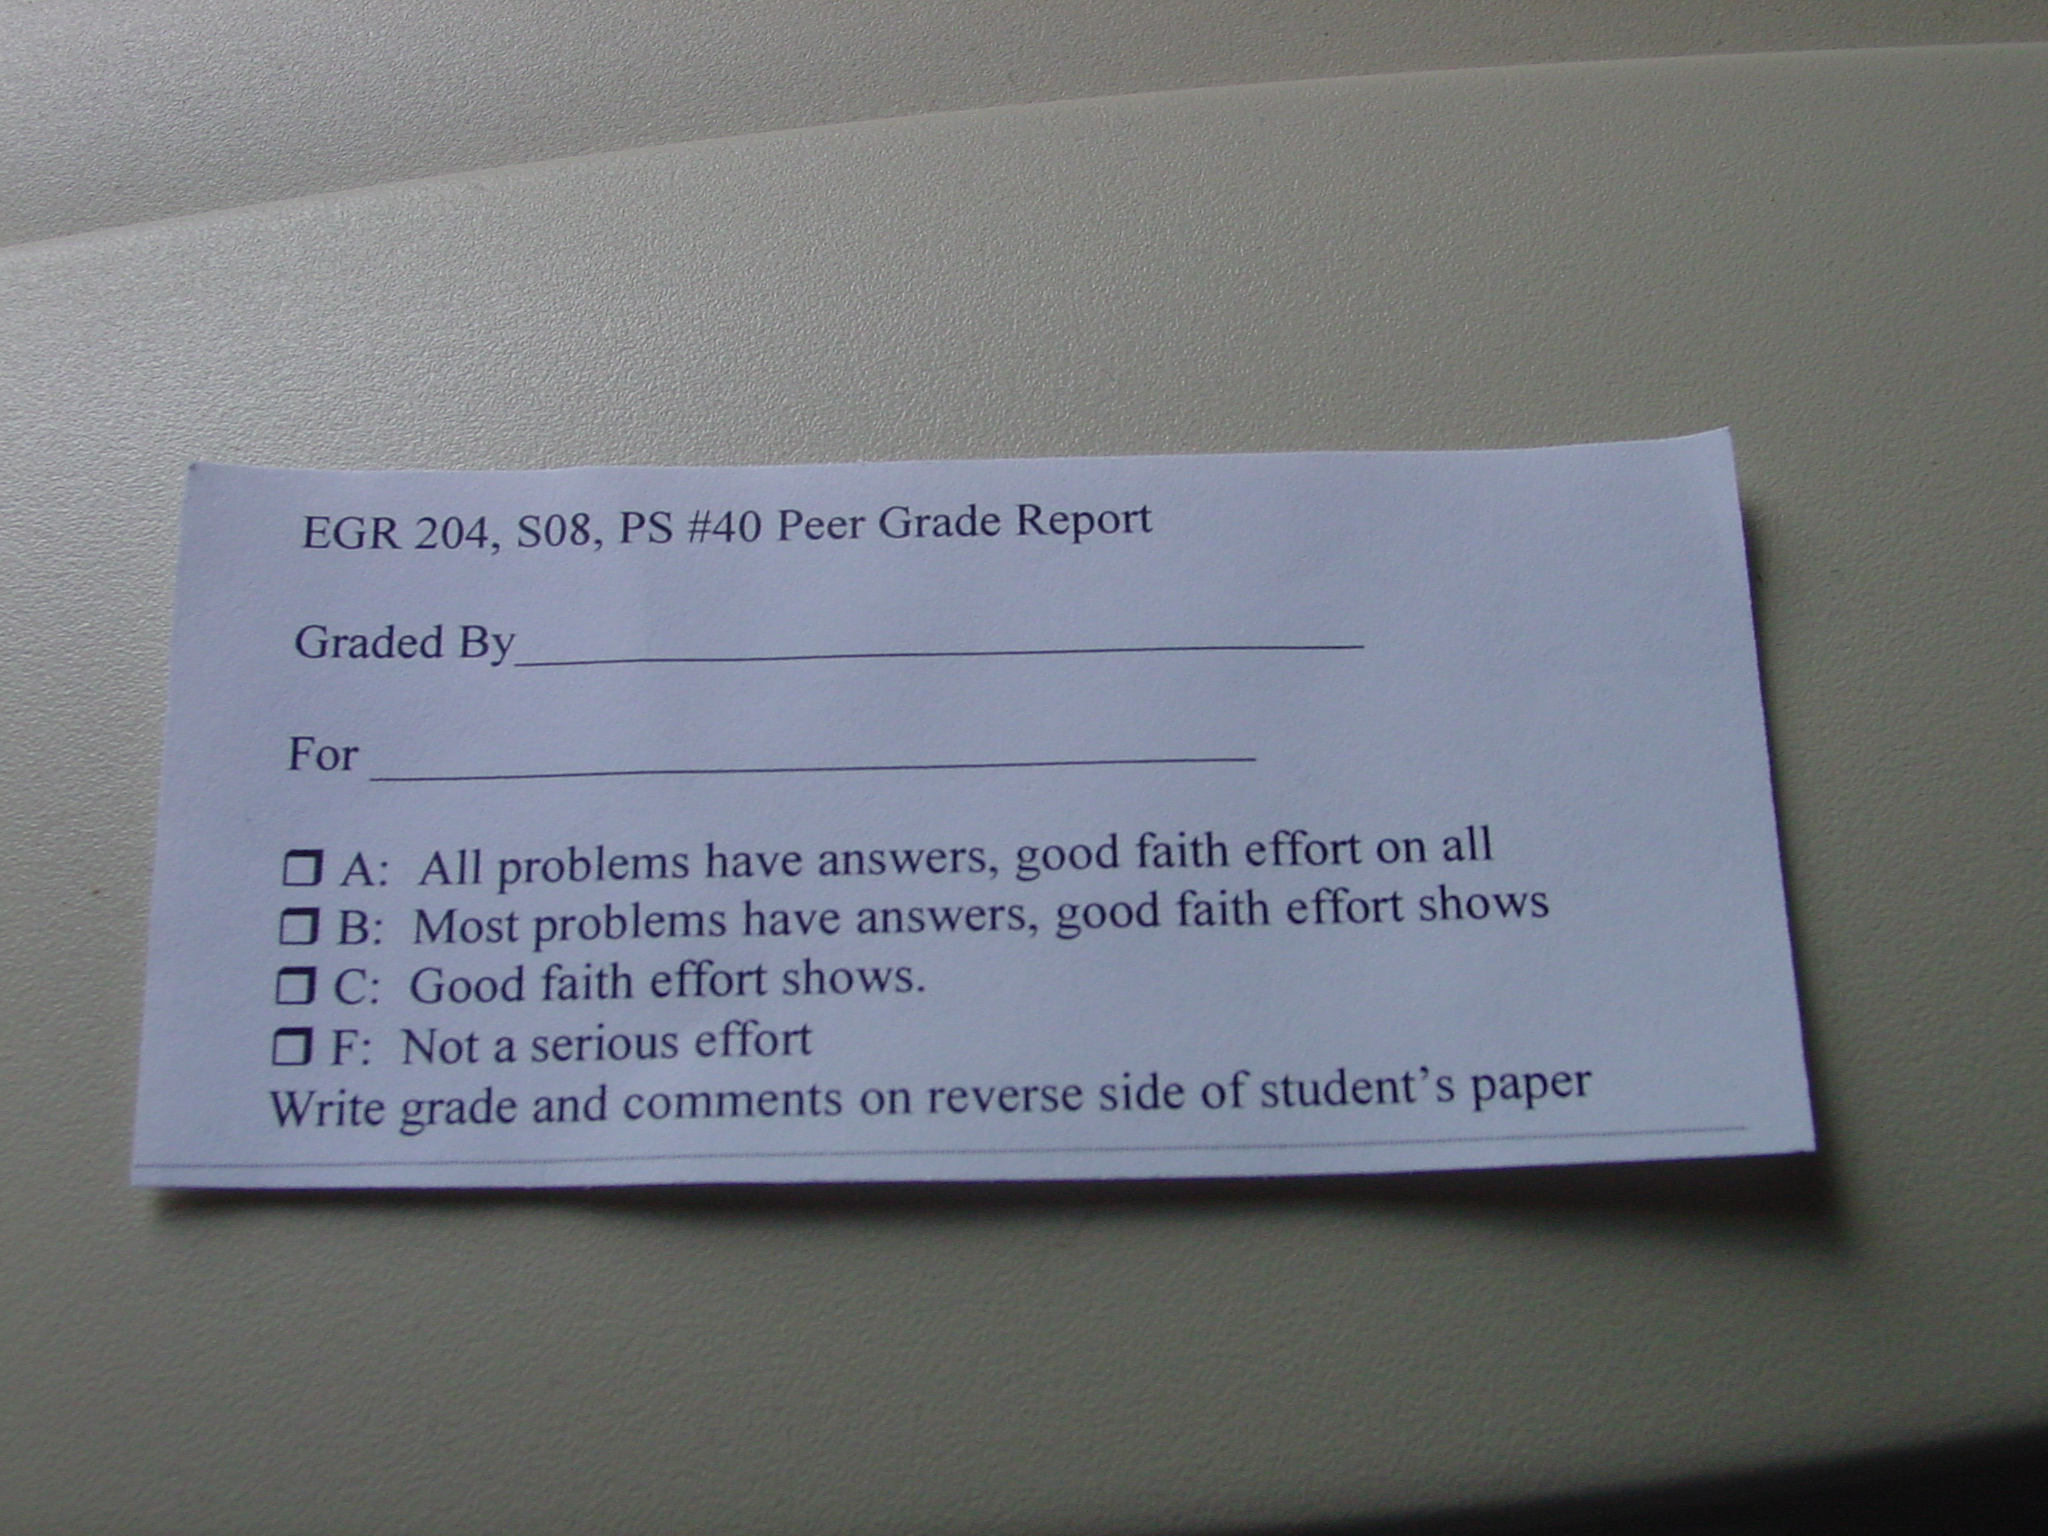 EGR 204, S08, PS #40 Peer Grade Report
Graded By
For
A: All problems have answers, good faith effort on all
B: Most problems have answers, good faith effort shows
C: Good faith effort shows.
F: Not a serious effort
Write grade and comments on reverse side of student’s paper